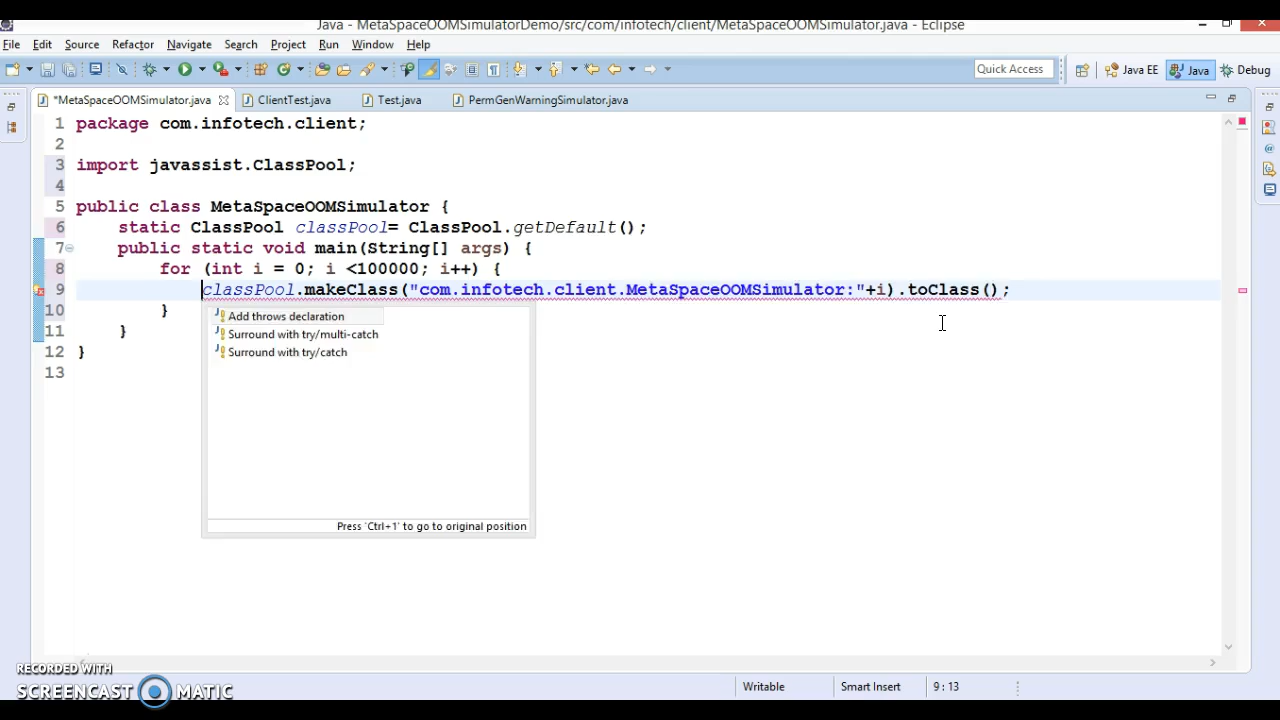 Java - MetaSpaceOOMSimulatorDemo/src/com/infotech/client/MetaSpaceOOMSimulator.java - Eclipse
File Edit Source Refactor Navigate Search Project Run Window Help
Quick Access Java EE Java Debug
*MetaSpaceOOMSimulator.java ClientTest.java Test.java PermGenWarningSimulator.java
1 package com.infotech.client;
2
3 import javassist.ClassPool;
4
5 public class MetaSpaceOOMSimulator {
6 static ClassPool classPool= ClassPool.getDefault();
7 public static void main(String[] args) {
8 for (int i = 0; i <100000; i++) {
9 classPool.makeClass("com.infotech.client.MetaSpaceOOMSimulator:"+i).toClass();
10 }
11 }
12 }
13
Add throws declaration
Surround with try/multi-catch
Surround with try/catch
Press 'Ctrl+1' to go to original position
RECORDED WITH
SCREENCAST MATIC
Writable Smart Insert 9 : 13